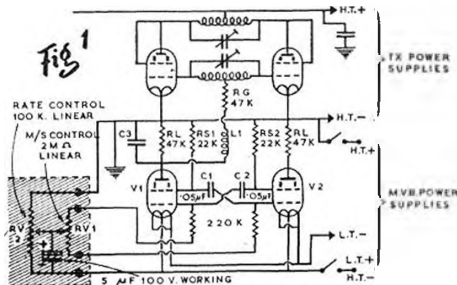 Fig 1
H.T.+
TX POWER
SUPPLIES
RATE CONTROL
100 K. LINEAR
M/S CONTROL
2MΩ
LINEAR
RG
47K
H.T.-
H.T.+
C3
RL
47K
RS1
22K
L1
RS2
22K
RL
47K
V1
C1
C2
V2
.05μF
.05μF
M.V.B. POWER
SUPPLIES
220K
RV
2
RV1
L.T.-
L.T.+
H.T.-
5 μF 100 V. WORKING